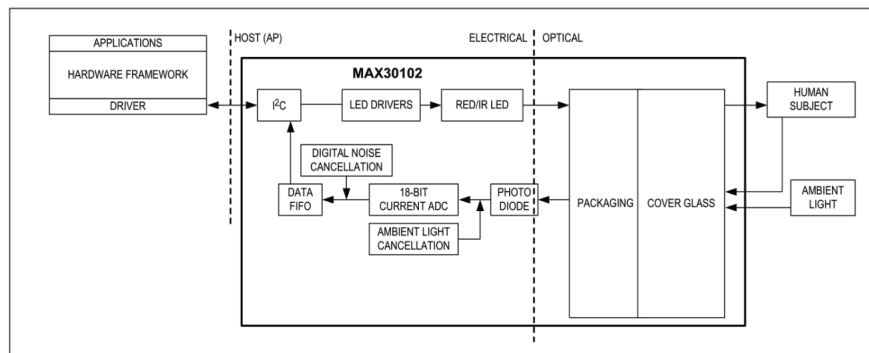 APPLICATIONS
HARDWARE FRAMEWORK
DRIVER
HOST (AP)
ELECTRICAL
OPTICAL
MAX30102
I²C
LED DRIVERS
RED/IR LED
DIGITAL NOISE
CANCELLATION
DATA
FIFO
18-BIT
CURRENT ADC
PHOTO
DIODE
AMBIENT LIGHT
CANCELLATION
PACKAGING
COVER GLASS
HUMAN
SUBJECT
AMBIENT
LIGHT